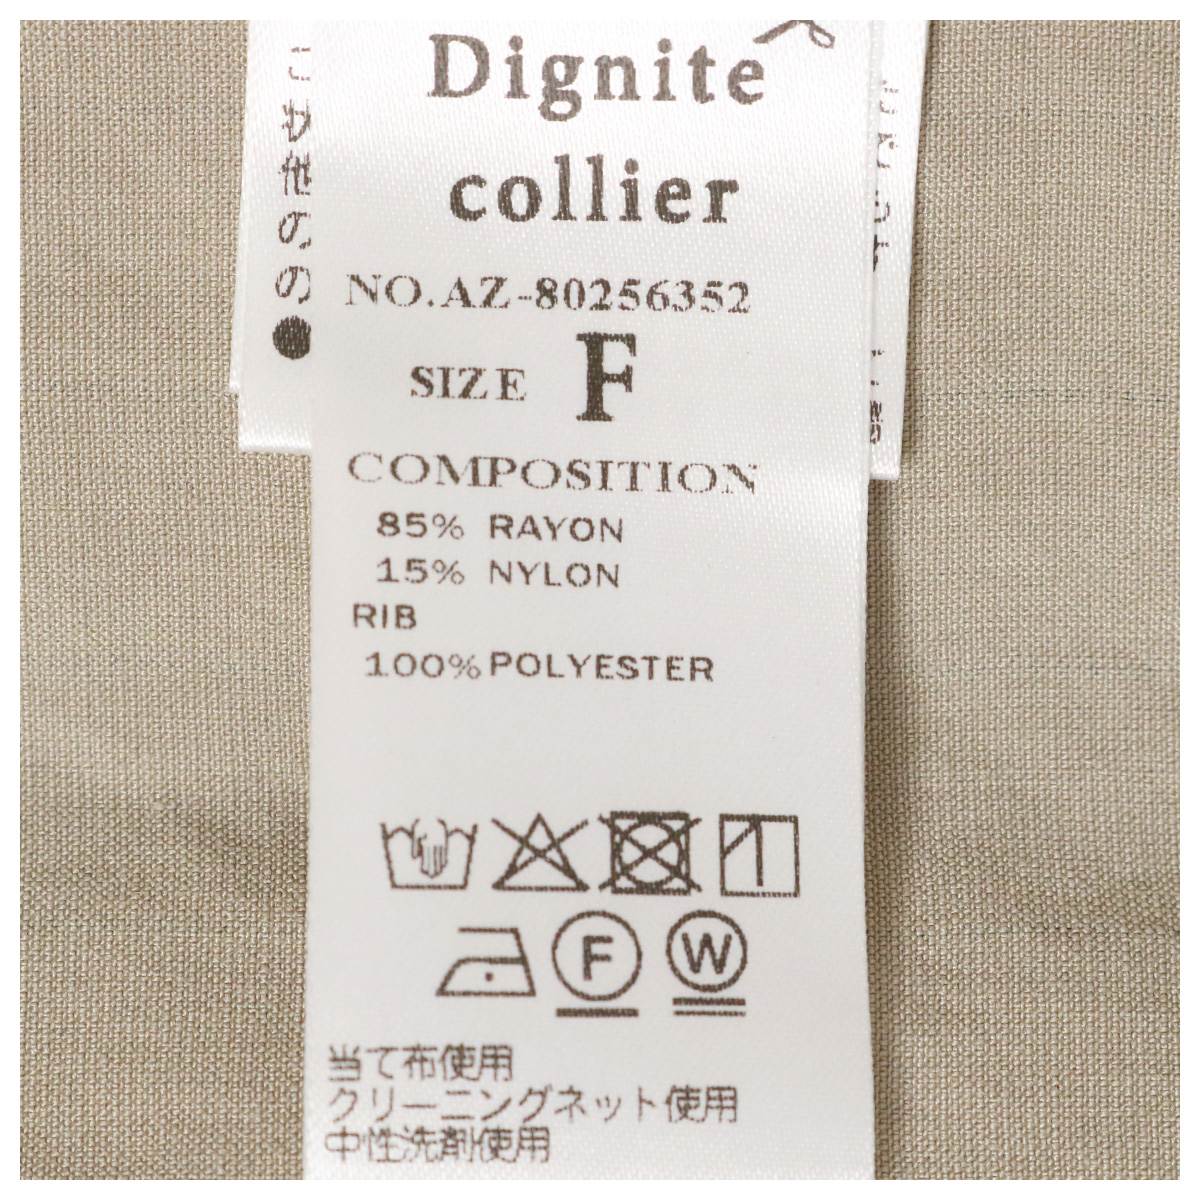 Dignite
collier
NO.AZ-80256352
SIZE F
COMPOSITION
85% RAYON
15% NYLON
RIB
100% POLYESTER
F W
当て布使用
クリーニングネット使用
中性洗剤使用